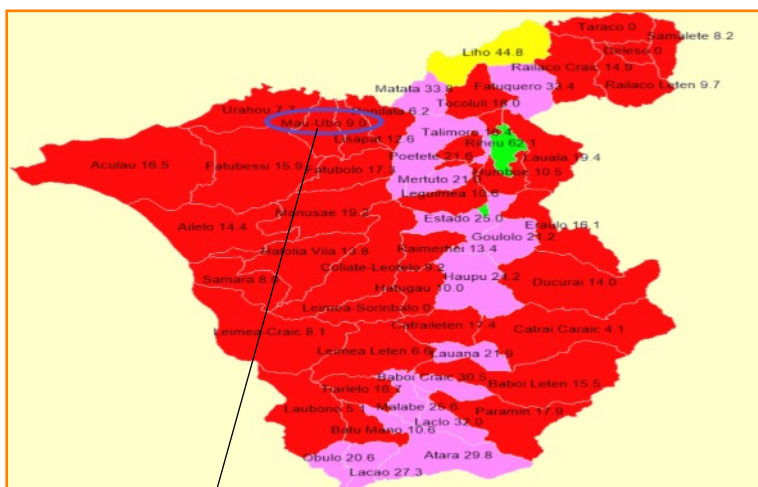 Taraco 0
Samulete 8.2
Liho 44.8
Deleso 0
Railaco Craic 14.9
Matata 33.8
Fatuquero 33.4
Railaco Leten 9.7
Urahou 7.7
Ponilala 6.2
Tocoluli 18.0
Mau-Ubo 9.0
Lisapat 12.6
Talimoro 16.4
Rineu 62.1
Aculau 16.5
Fatubessi 15.9
Fatubolo 17.3
Poetete 21.6
Lauala 19.4
Mertuto 21.0
Humboe 10.5
Leguimea 10.6
Manusae 19.2
Estado 25.0
Eraulo 16.1
Ailelo 14.4
Goulolo 21.2
Hatolia Vila 13.8
Raimerhei 13.4
Coliate-Leotelo 9.2
Samara 8.6
Haupu 24.2
Ducurai 14.0
Hatugau 10.0
Leimea-Sorinbalo 0
Leimea-Craic 8.1
Catraileten 17.4
Catrai Caraic 4.1
Leimea Leten 6.6
Lauana 21.9
Baboi Craic 30.5
Baboi Leten 15.5
Tiarlelo 16.7
Laubono 5.1
Malabe 25.6
Paramin 17.9
Batu Mano 10.6
Laclo 32.0
Obulo 20.6
Atara 29.8
Lacao 27.3